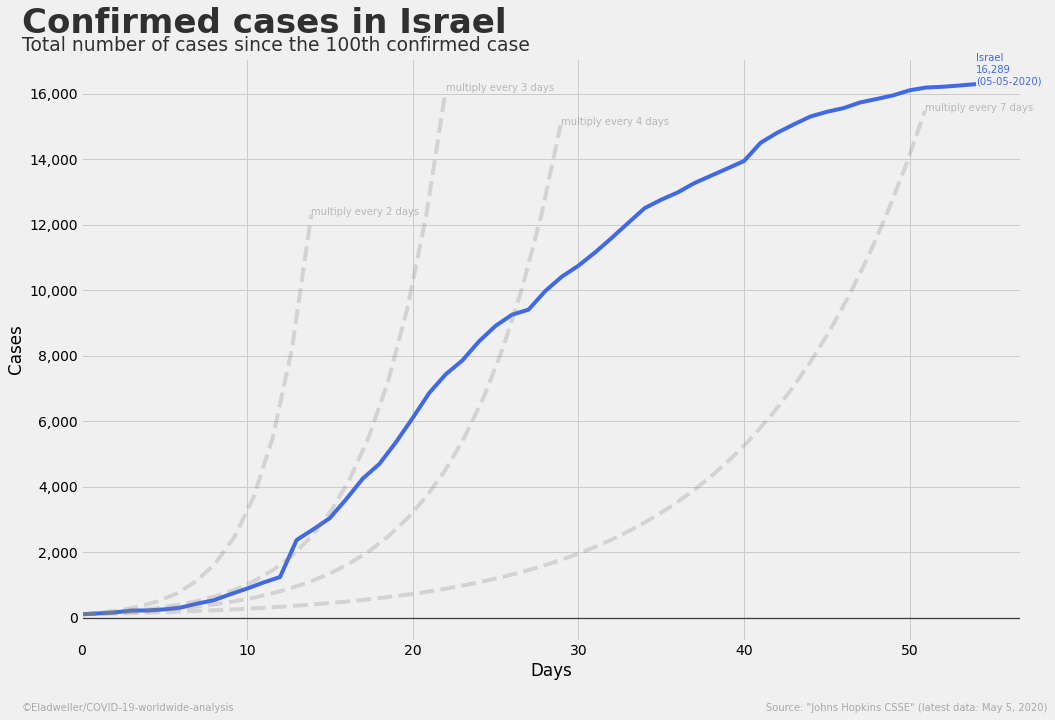 Confirmed cases in Israel
Total number of cases since the 100th confirmed case
Israel
16,289
(05-05-2020)
multiply every 3 days
multiply every 4 days
multiply every 7 days
multiply every 2 days
16,000
14,000
12,000
10,000
8,000
6,000
4,000
2,000
0
Cases
0 10 20 30 40 50
Days
©Eladweller/COVID-19-worldwide-analysis
Source: "Johns Hopkins CSSE" (latest data: May 5, 2020)